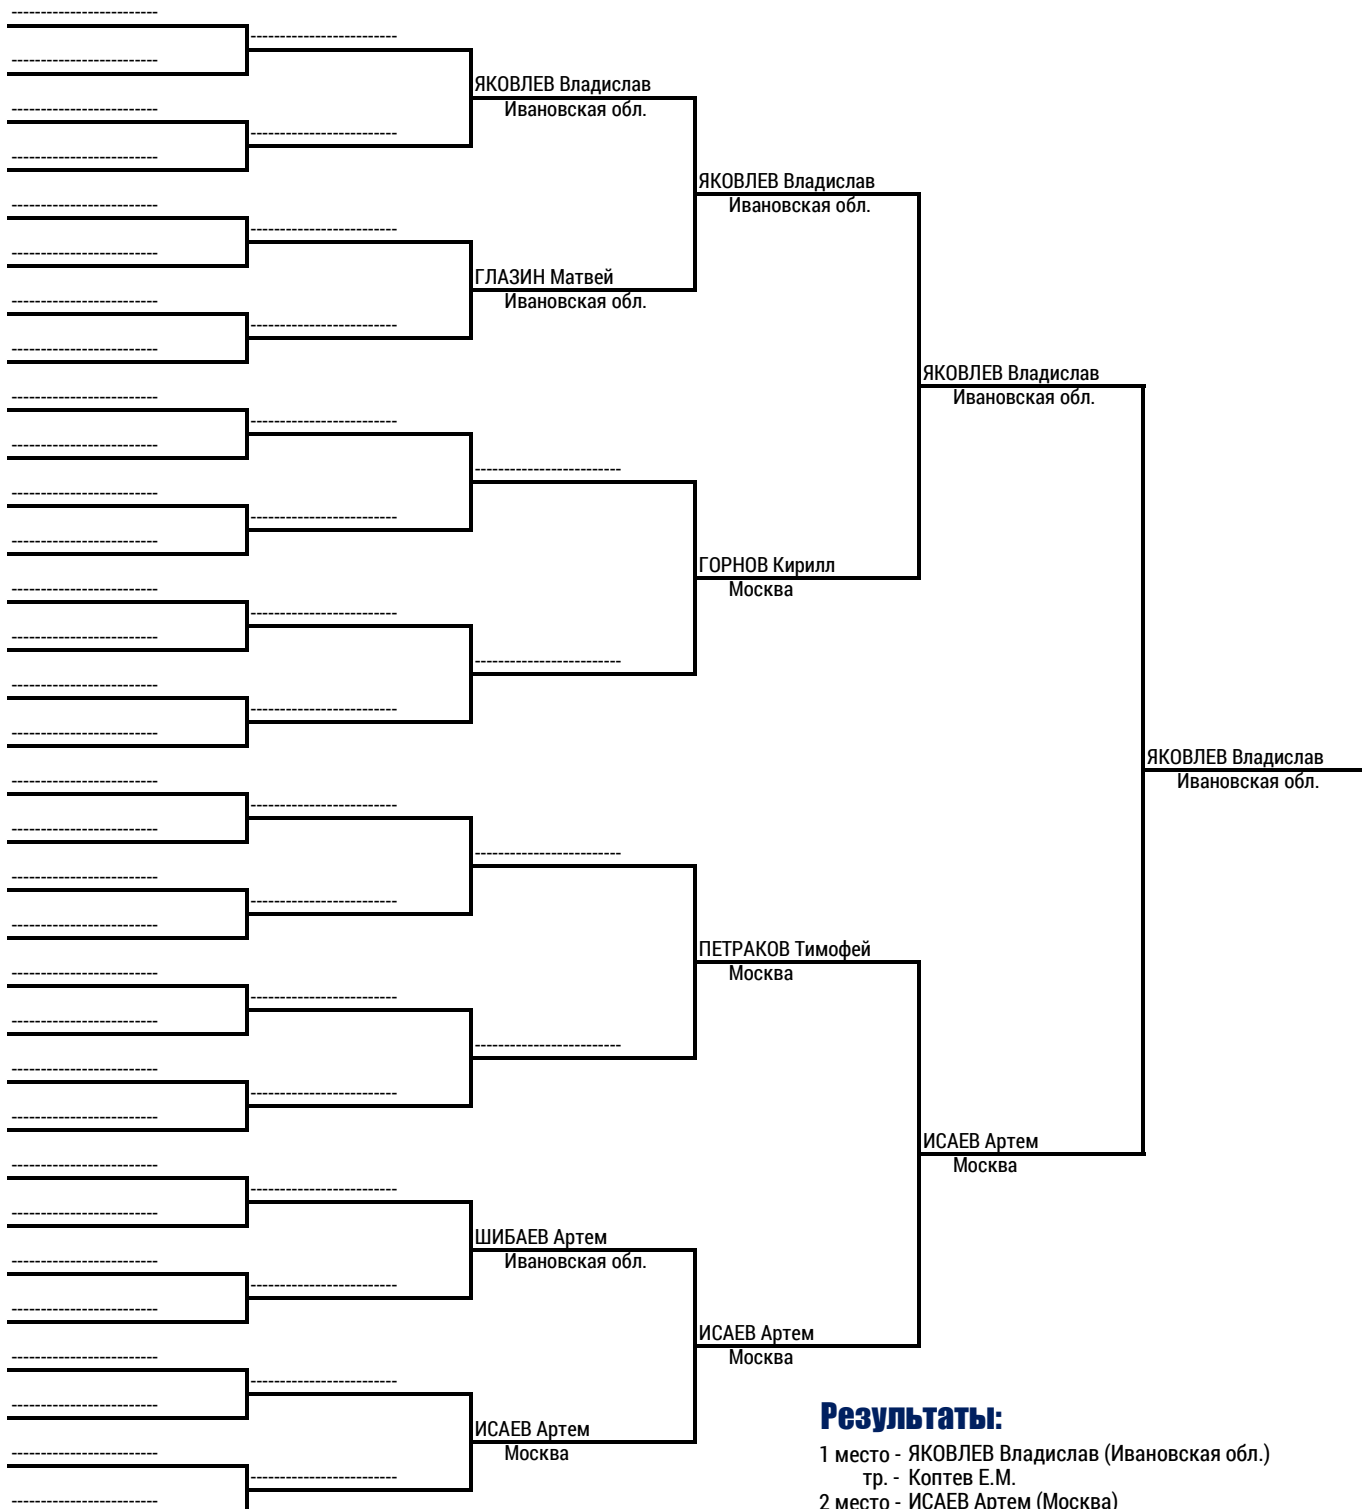 ЯКОВЛЕВ Владислав
Ивановская обл.
ЯКОВЛЕВ Владислав
Ивановская обл.
ГЛАЗИН Матвей
Ивановская обл.
ЯКОВЛЕВ Владислав
Ивановская обл.
ГОРНОВ Кирилл
Москва
ЯКОВЛЕВ Владислав
Ивановская обл.
ПЕТРАКОВ Тимофей
Москва
ИСАЕВ Артем
Москва
ШИБАЕВ Артем
Ивановская обл.
ИСАЕВ Артем
Москва
ИСАЕВ Артем
Москва
Результаты:
1 место - ЯКОВЛЕВ Владислав (Ивановская обл.)
тр. - Коптев Е.М.
2 место - ИСАЕВ Артем (Москва)